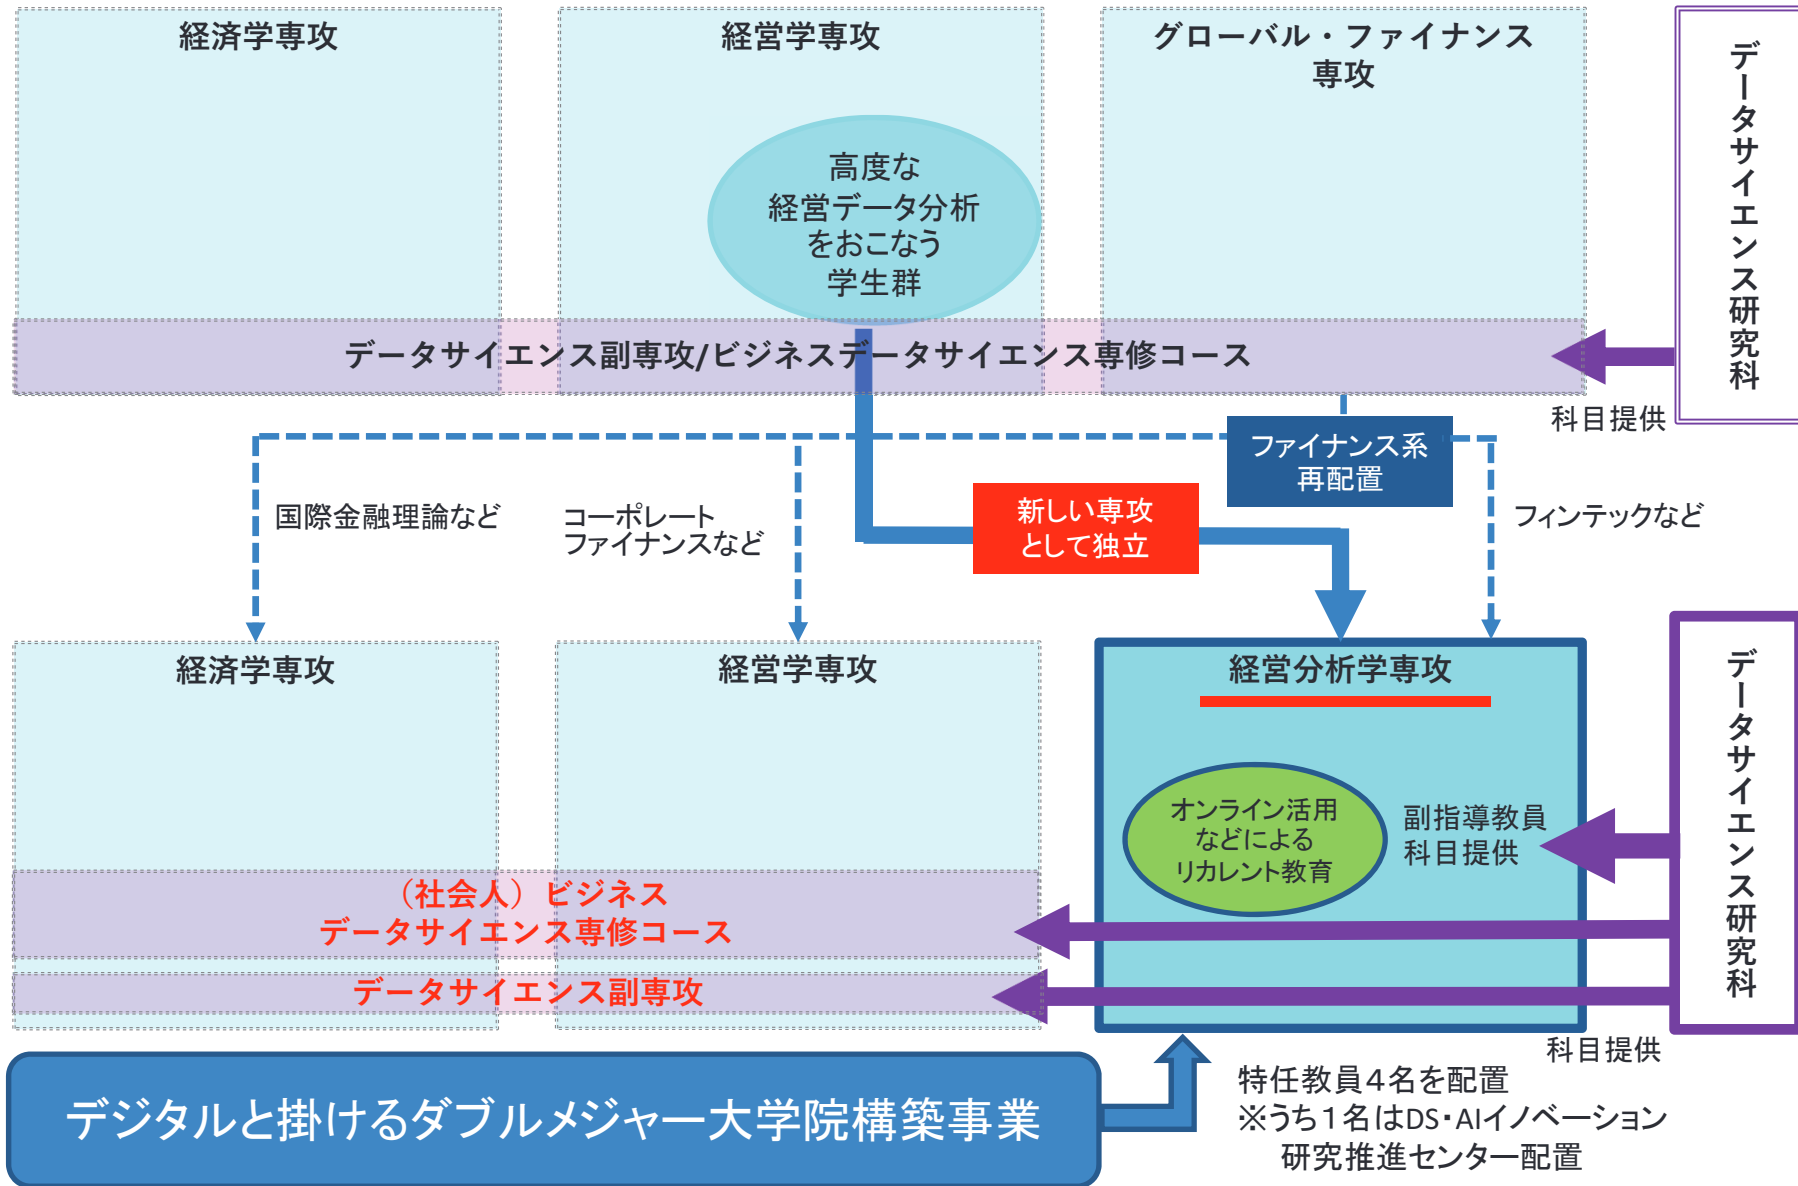 経済学専攻
経営学専攻
グローバル・ファイナンス
専攻
高度な
経営データ分析
をおこなう
学生群
データサイエンス副専攻/ビジネスデータサイエンス専修コース
データサイエンス研究科
科目提供
ファイナンス系
再配置
新しい専攻
として独立
国際金融理論など
コーポレート
ファイナンスなど
フィンテックなど
経済学専攻
経営学専攻
経営分析学専攻
オンライン活用
などによる
リカレント教育
副指導教員
科目提供
データサイエンス研究科
（社会人）ビジネス
データサイエンス専修コース
データサイエンス副専攻
科目提供
デジタルと掛けるダブルメジャー大学院構築事業
特任教員４名を配置
※うち１名はDS・AIイノベーション
研究推進センター配置